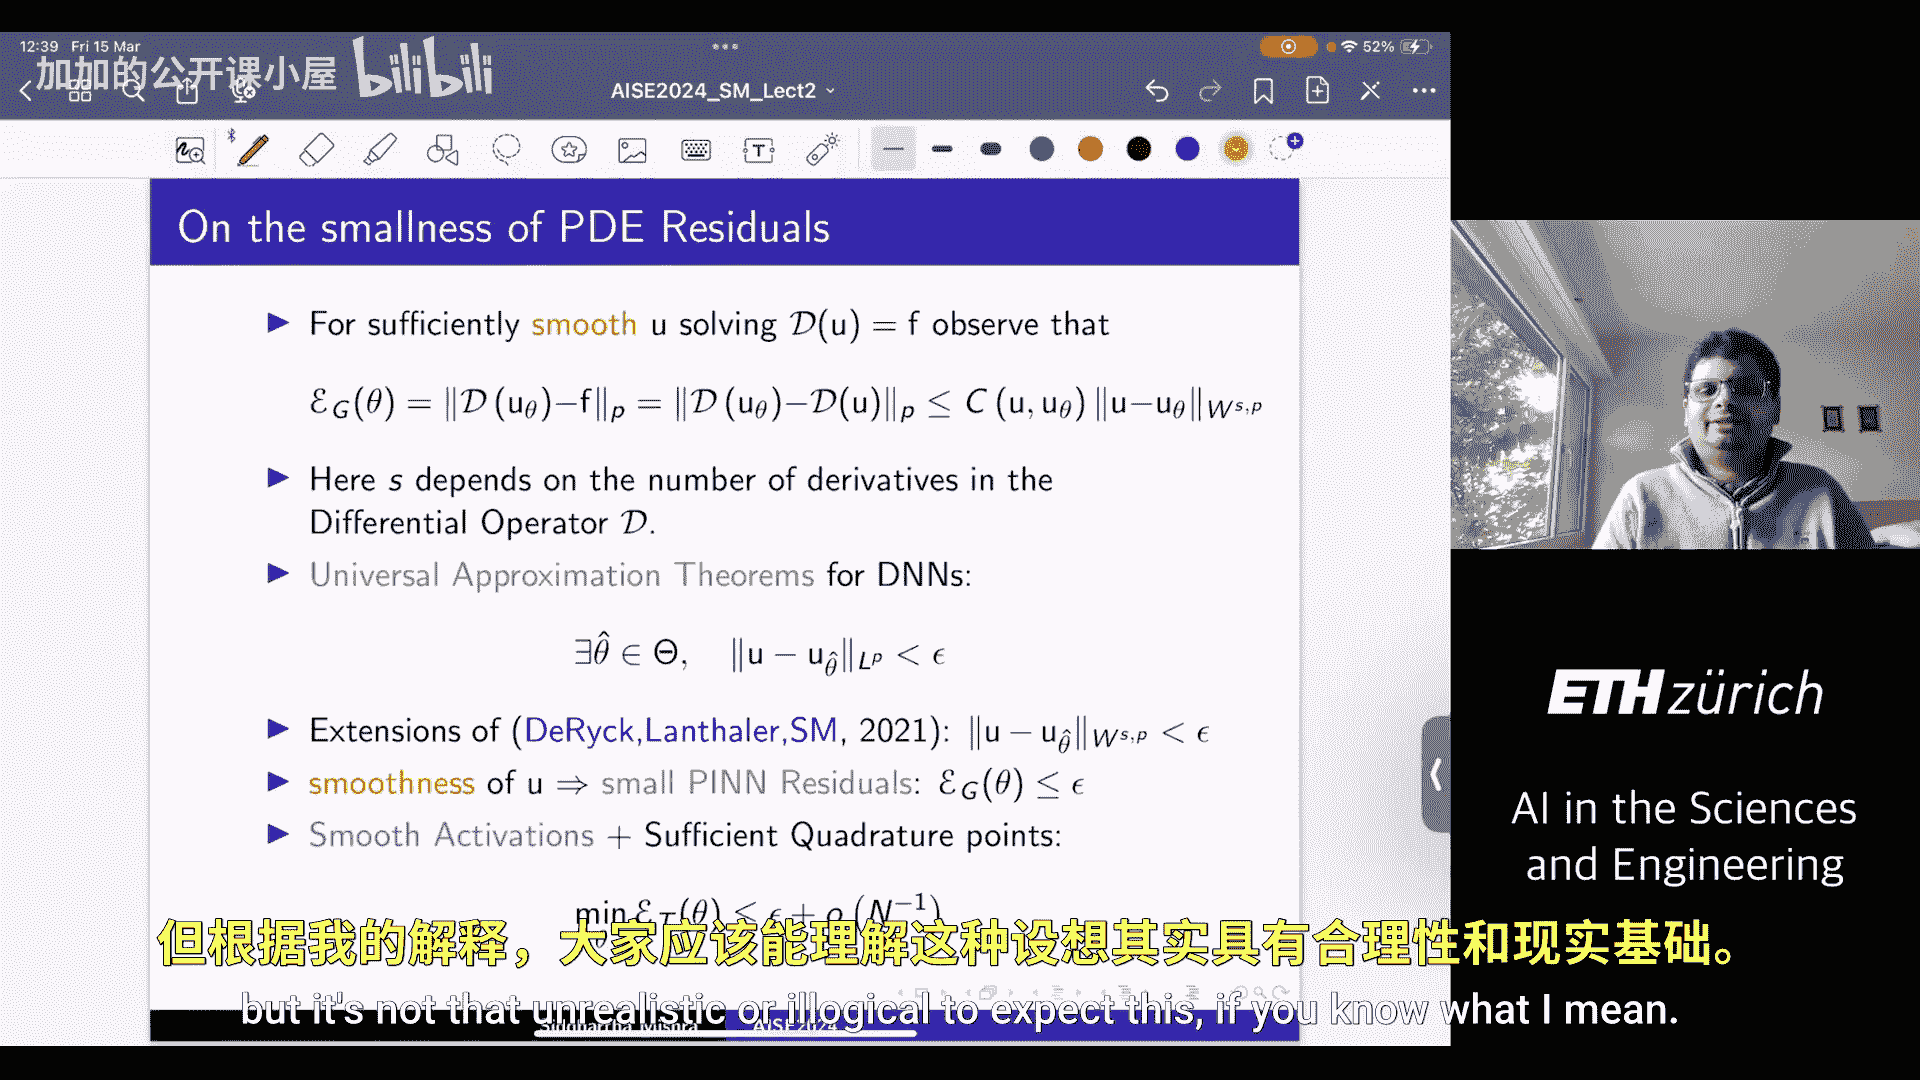 12:39 Fri 15 Mar
52%
加加的公开课小屋 bilibili
AISE2024_SM_Lect2
On the smallness of PDE Residuals
For sufficiently smooth u solving 𝒟(u) = f observe that
ℰ_G(θ) = ‖𝒟(u_θ)−f‖_p = ‖𝒟(u_θ)−𝒟(u)‖_p ≤ C(u, u_θ)‖u−u_θ‖_{W^{s,p}}
Here s depends on the number of derivatives in the
Differential Operator 𝒟.
Universal Approximation Theorems for DNNs:
∃θ̂ ∈ Θ, ‖u − u_θ̂‖_{L^p} < ϵ
Extensions of (DeRyck,Lanthaler,SM, 2021): ‖u − u_θ̂‖_{W^{s,p}} < ϵ
smoothness of u ⇒ small PINN Residuals: ℰ_G(θ) ≤ ϵ
Smooth Activations + Sufficient Quadrature points:
min ℰ_T(θ) ≤ ϵ + o(N^{−1})
但根据我的解释，大家应该能理解这种设想其实具有合理性和现实基础。
but it's not that unrealistic or illogical to expect this, if you know what I mean.
Siddhartha Mishra AISE2024
ETH zürich
AI in the Sciences
and Engineering